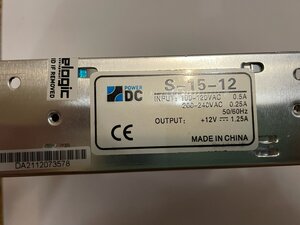 elogic
ID IF REMOVED
POWER
DC
S-15-12
INPUT: 100-120VAC 0.5A
200-240VAC 0.25A
50/60Hz
OUTPUT: +12V 1.25A
CE
MADE IN CHINA
DA2112073578